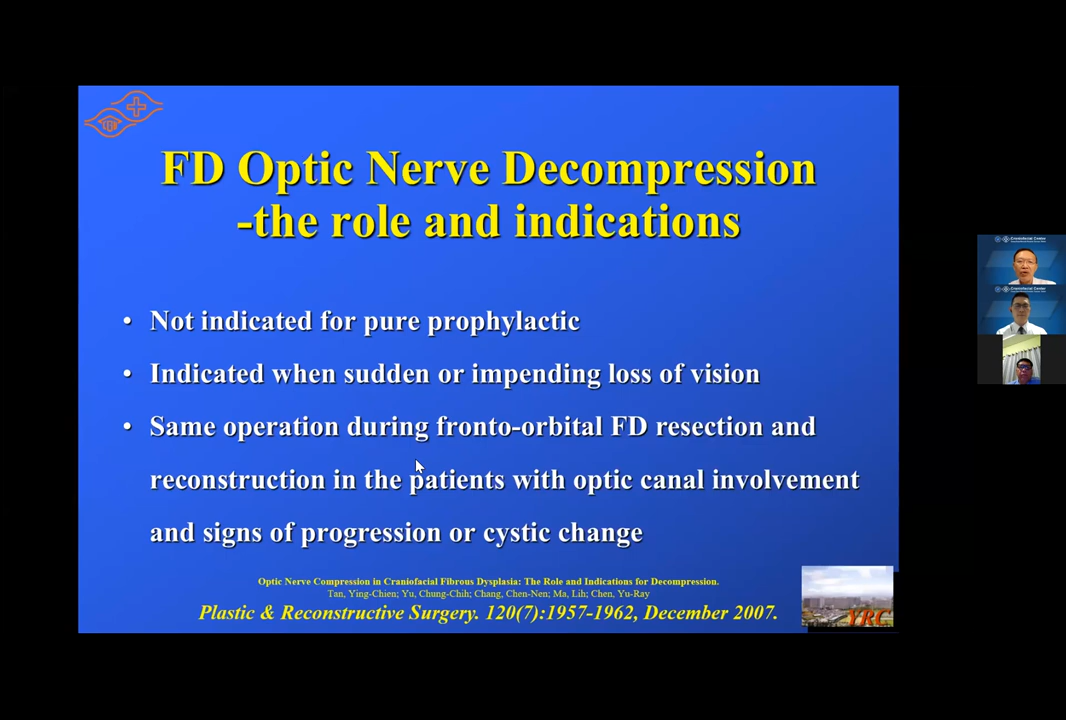 FD Optic Nerve Decompression
-the role and indications
• Not indicated for pure prophylactic
• Indicated when sudden or impending loss of vision
• Same operation during fronto-orbital FD resection and
reconstruction in the patients with optic canal involvement
and signs of progression or cystic change
Optic Nerve Compression in Craniofacial Fibrous Dysplasia: The Role and Indications for Decompression.
Tan, Ying-Chien; Yu, Chung-Chih; Chang, Chen-Nen; Ma, Lih; Chen, Yu-Ray
Plastic & Reconstructive Surgery. 120(7):1957-1962, December 2007.
YRC
Craniofacial Center
Craniofacial Center